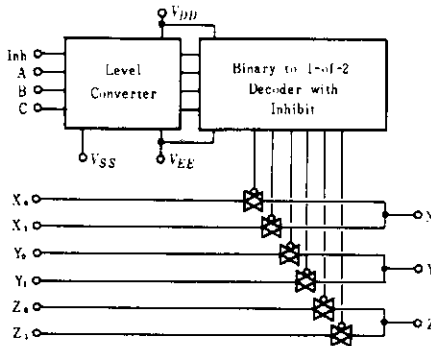 V_DD
Inh
A
B
C
Level
Converter
Binary to 1-of-2
Decoder with
Inhibit
V_SS
V_EE
X₀
X₁
Y₀
Y₁
Y
Z₀
Z₁
Z